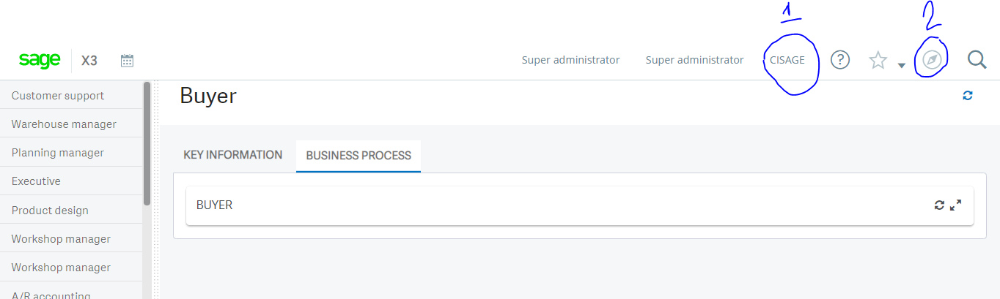 1 2
sage X3 Super administrator Super administrator CISAGE ?
Customer support
Buyer
Warehouse manager
Planning manager
KEY INFORMATION BUSINESS PROCESS
Executive
BUYER
Product design
Workshop manager
Workshop manager
A/R accounting